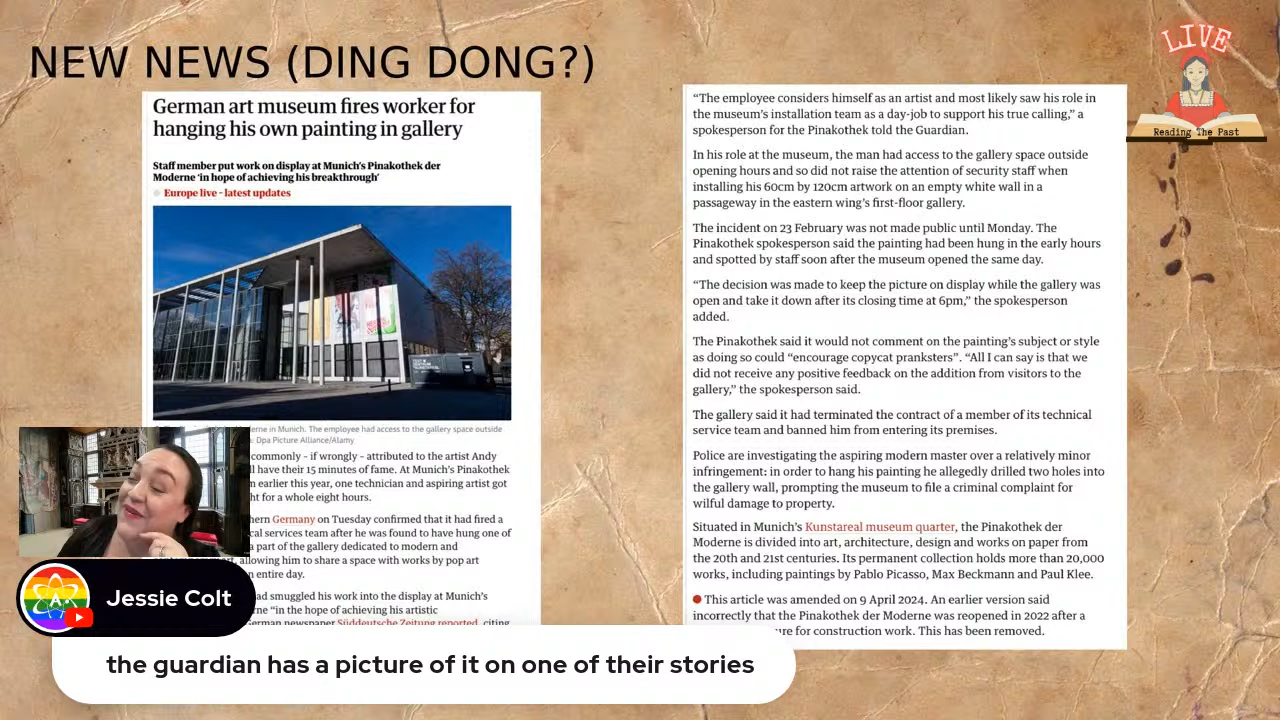 NEW NEWS (DING DONG?)
LIVE
Reading The Past
German art museum fires worker for
hanging his own painting in gallery
Staff member put work on display at Munich's Pinakothek der
Moderne 'in hope of achieving his breakthrough'
Europe live – latest updates
erne in Munich. The employee had access to the gallery space outside
: Dpa Picture Alliance/Alamy
commonly – if wrongly – attributed to the artist Andy
ll have their 15 minutes of fame. At Munich's Pinakothek
n earlier this year, one technician and aspiring artist got
ht for a whole eight hours.
hern Germany on Tuesday confirmed that it had fired a
cal services team after he was found to have hung one of
a part of the gallery dedicated to modern and
allowing him to share a space with works by pop art
n entire day.
ad smuggled his work into the display at Munich's
rne "in the hope of achieving his artistic
German newspaper Süddeutsche Zeitung reported, citing
"The employee considers himself as an artist and most likely saw his role in
the museum's installation team as a day-job to support his true calling," a
spokesperson for the Pinakothek told the Guardian.
In his role at the museum, the man had access to the gallery space outside
opening hours and so did not raise the attention of security staff when
installing his 60cm by 120cm artwork on an empty white wall in a
passageway in the eastern wing's first-floor gallery.
The incident on 23 February was not made public until Monday. The
Pinakothek spokesperson said the painting had been hung in the early hours
and spotted by staff soon after the museum opened the same day.
"The decision was made to keep the picture on display while the gallery was
open and take it down after its closing time at 6pm," the spokesperson
added.
The Pinakothek said it would not comment on the painting's subject or style
as doing so could "encourage copycat pranksters". "All I can say is that we
did not receive any positive feedback on the addition from visitors to the
gallery," the spokesperson said.
The gallery said it had terminated the contract of a member of its technical
service team and banned him from entering its premises.
Police are investigating the aspiring modern master over a relatively minor
infringement: in order to hang his painting he allegedly drilled two holes into
the gallery wall, prompting the museum to file a criminal complaint for
wilful damage to property.
Situated in Munich's Kunstareal museum quarter, the Pinakothek der
Moderne is divided into art, architecture, design and works on paper from
the 20th and 21st centuries. Its permanent collection holds more than 20,000
works, including paintings by Pablo Picasso, Max Beckmann and Paul Klee.
This article was amended on 9 April 2024. An earlier version said
incorrectly that the Pinakothek der Moderne was reopened in 2022 after a
ure for construction work. This has been removed.
Jessie Colt
the guardian has a picture of it on one of their stories